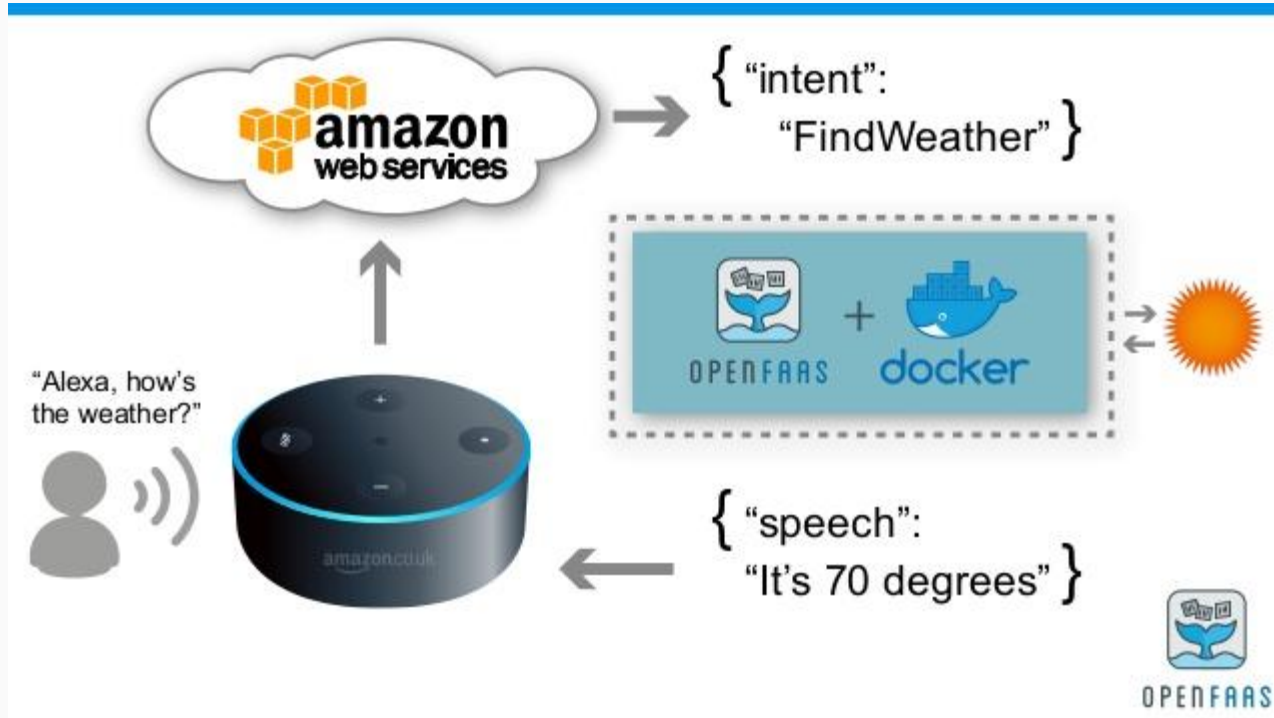 amazon
web services
{ “intent”:
“FindWeather” }
OPENFAAS + docker
“Alexa, how’s
the weather?”
+
−
amazon.co.uk
{ “speech”:
“It’s 70 degrees” }
OPENFAAS